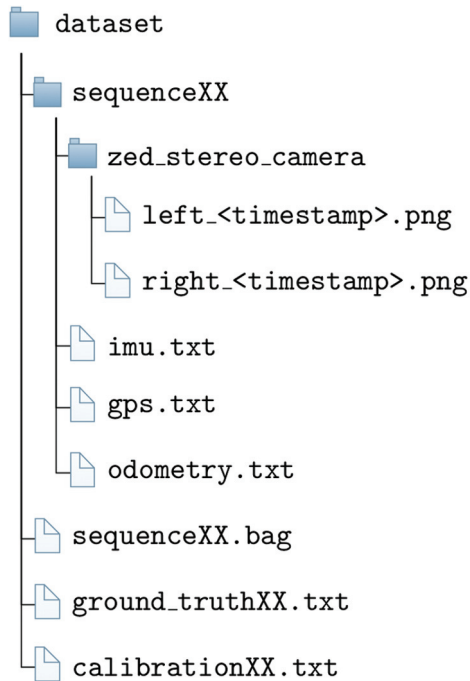 dataset
sequenceXX
zed_stereo_camera
left_<timestamp>.png
right_<timestamp>.png
imu.txt
gps.txt
odometry.txt
sequenceXX.bag
ground_truthXX.txt
calibrationXX.txt